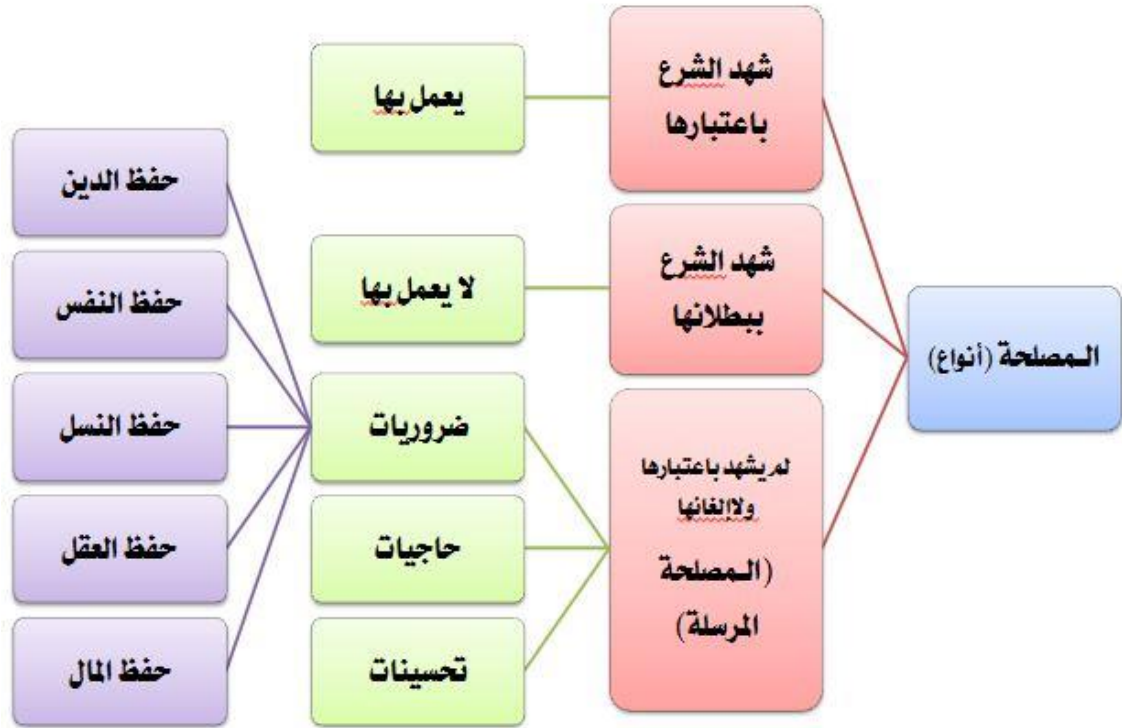 المصلحة (أنواع)
شهد الشرع
باعتبارها
يعمل بها
شهد الشرع
ببطلانها
لا يعمل بها
لم يشهد باعتبارها
ولا إلغائها
(المصلحة
المرسلة)
ضروريات
حاجيات
تحسينات
حفظ الدين
حفظ النفس
حفظ النسل
حفظ العقل
حفظ المال